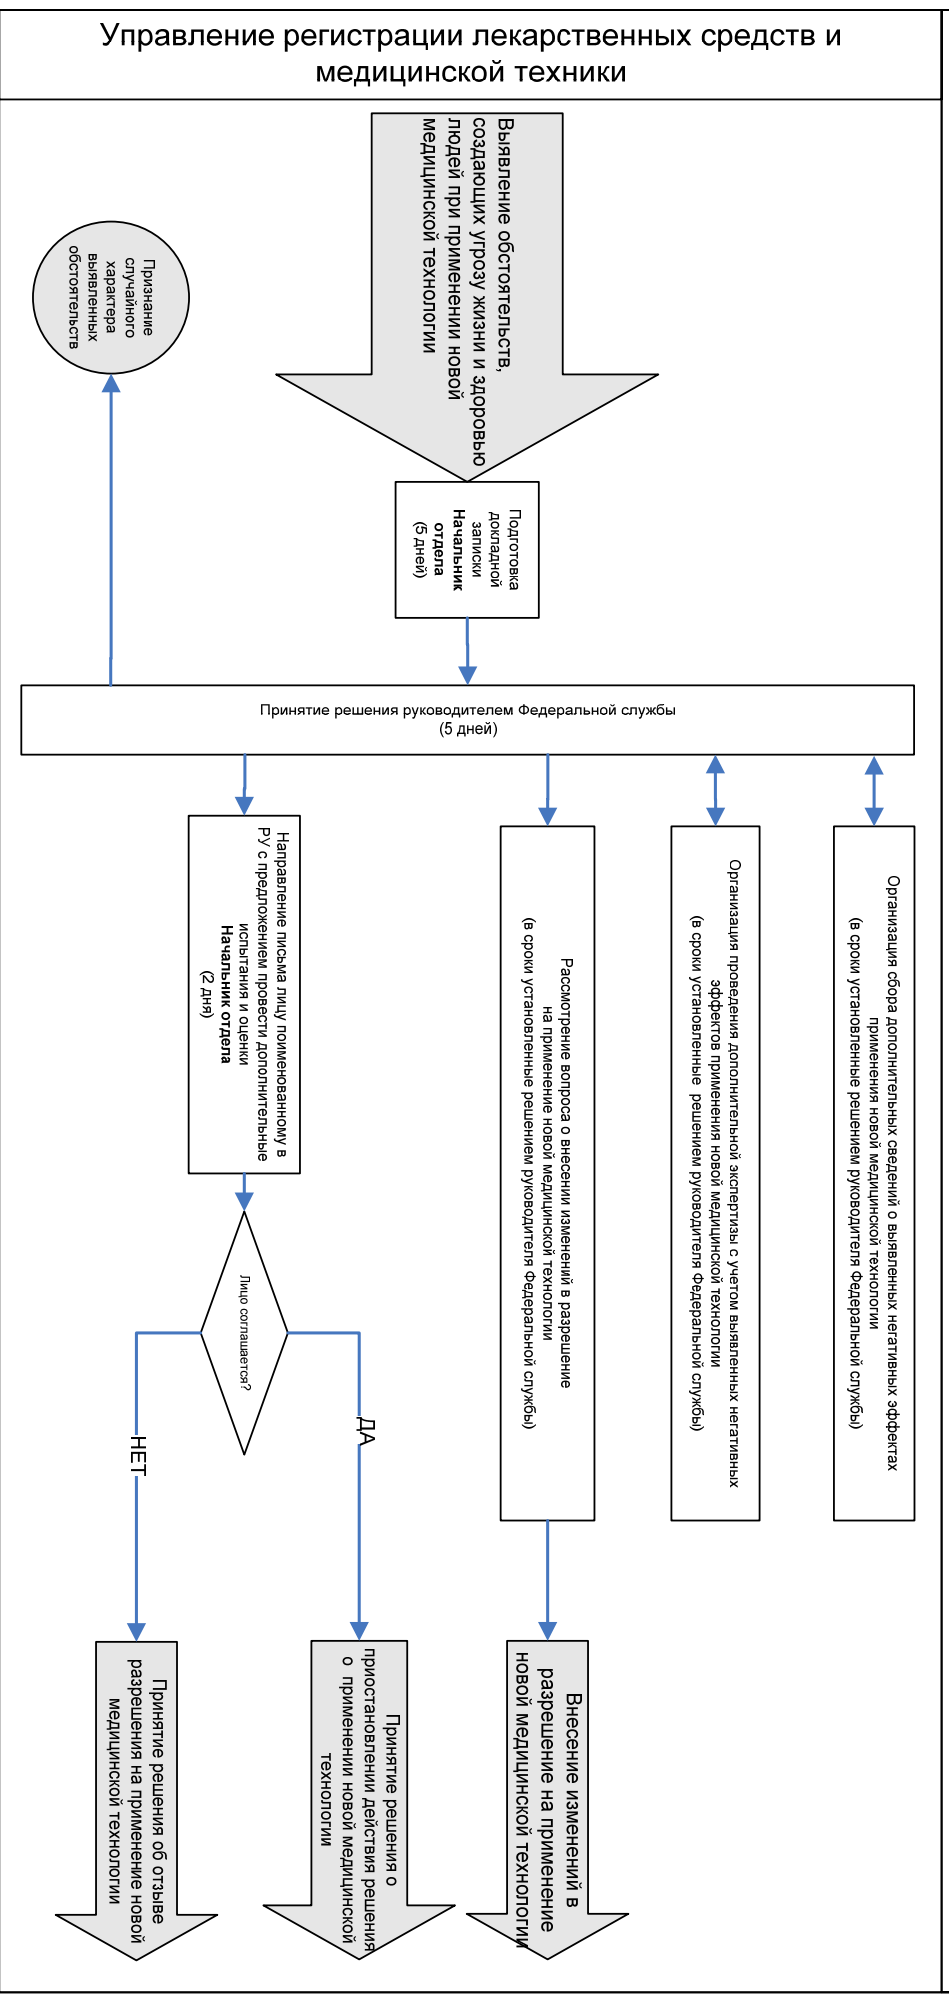 Управление регистрации лекарственных средств и
медицинской техники
Выявление обстоятельств,
создающих угрозу жизни и здоровью
людей при применении новой
медицинской технологии
Признание
случайного
характера
выявленных
обстоятельств
Подготовка
докладной
записки
Начальник
отдела
(5 дней)
Принятие решения руководителем Федеральной службы
(5 дней)
Организация сбора дополнительных сведений о выявленных негативных эффектах
применения новой медицинской технологии
(в сроки установленные решением руководителя Федеральной службы)
Организация проведения дополнительной экспертизы с учетом выявленных негативных
эффектов применения новой медицинской технологии
(в сроки установленные решением руководителя Федеральной службы)
Рассмотрение вопроса о внесении изменений в разрешение
на применение новой медицинской технологии
(в сроки установленные решением руководителя Федеральной службы)
Направление письма лицу поименованному в
РУ с предложением провести дополнительные
испытания и оценки
Начальник отдела
(2 дня)
Лицо соглашается?
ДА
НЕТ
Внесение изменений в
разрешение на применение
новой медицинской технологии
Принятие решения о
приостановлении действия решения
о применении новой медицинской
технологии
Принятие решения об отзыве
разрешения на применение новой
медицинской технологии